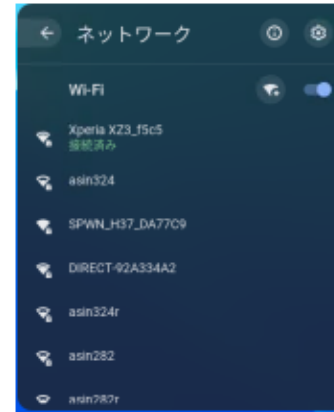 ネットワーク
Wi-Fi
Xperia XZ3_f5c5
接続済み
asin324
SPWN_H37_DA77C9
DIRECT-92A334A2
asin324r
asin282
asin282r